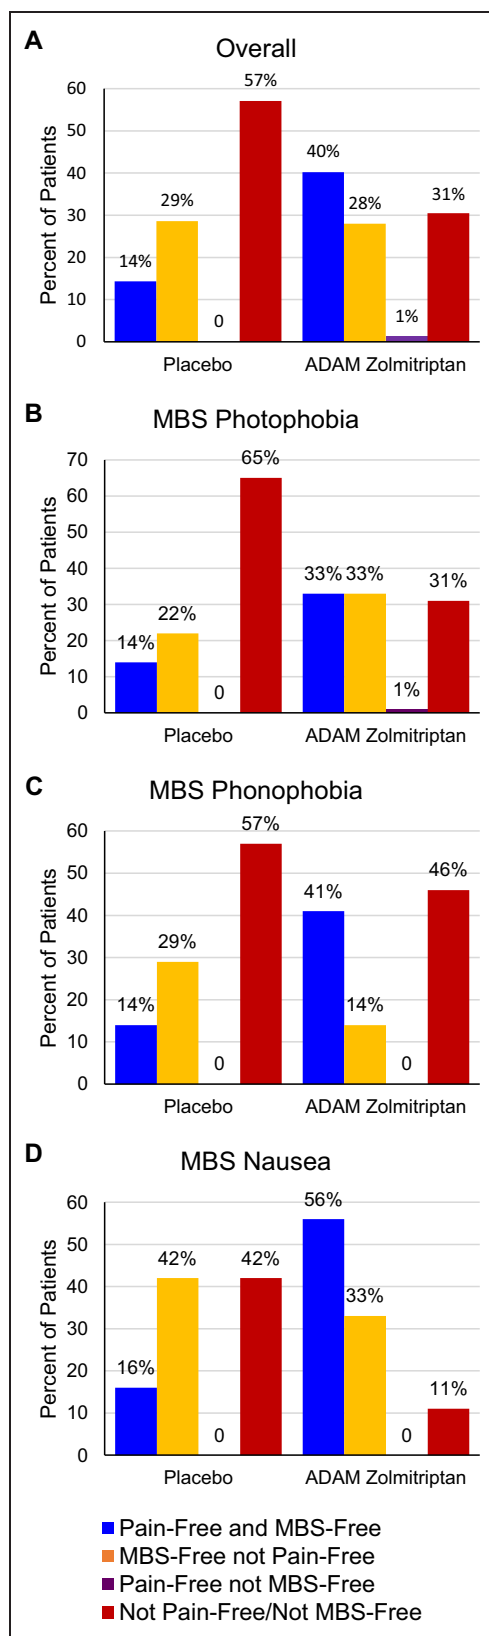 A
Overall
Percent of Patients
60
50
40
30
20
10
0
14%
29%
0
57%
40%
28%
1%
31%
Placebo
ADAM Zolmitriptan
B
MBS Photophobia
Percent of Patients
70
60
50
40
30
20
10
0
14%
22%
0
65%
33%
33%
1%
31%
Placebo
ADAM Zolmitriptan
C
MBS Phonophobia
Percent of Patients
60
50
40
30
20
10
0
14%
29%
0
57%
41%
14%
0
46%
Placebo
ADAM Zolmitriptan
D
MBS Nausea
Percent of Patients
60
50
40
30
20
10
0
16%
42%
0
42%
56%
33%
0
11%
Placebo
ADAM Zolmitriptan
Pain-Free and MBS-Free
MBS-Free not Pain-Free
Pain-Free not MBS-Free
Not Pain-Free/Not MBS-Free